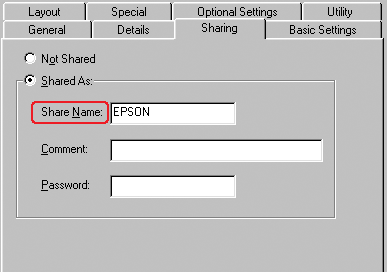 Layout Special Optional Settings Utility
General Details Sharing Basic Settings
Not Shared
Shared As:
Share Name: EPSON
Comment:
Password: